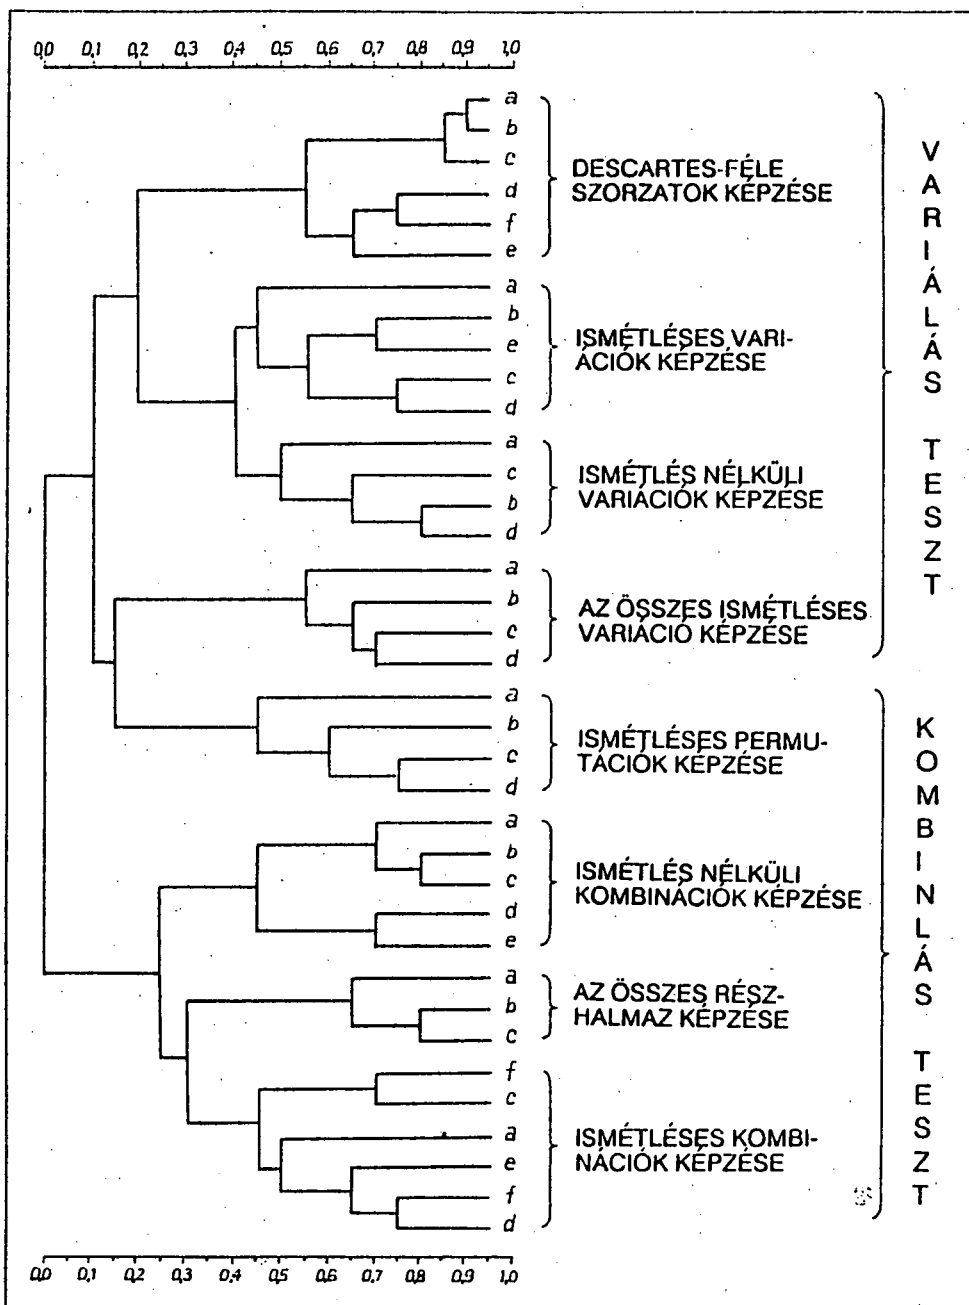 0,0 0,1 0,2 0,3 0,4 0,5 0,6 0,7 0,8 0,9 1,0
a
b
c
d
f
e
DESCARTES-FÉLE
SZORZATOK KÉPZÉSE
a
b
e
c
d
ISMÉTLÉSES VARI-
ÁCIÓK KÉPZÉSE
a
c
b
d
ISMÉTLÉS NÉLKÜLI
VARIÁCIÓK KÉPZÉSE
a
b
c
d
AZ ÖSSZES ISMÉTLÉSES
VARIÁCIÓ KÉPZÉSE
VARIÁLÁS TESZT
a
b
c
d
ISMÉTLÉSES PERMU-
TÁCIÓK KÉPZÉSE
a
b
c
d
e
ISMÉTLÉS NÉLKÜLI
KOMBINÁCIÓK KÉPZÉSE
a
b
c
AZ ÖSSZES RÉSZ-
HALMAZ KÉPZÉSE
f
c
a
e
f
d
ISMÉTLÉSES KOMBI-
NÁCIÓK KÉPZÉSE
KOMBINLÁS TESZT
0,0 0,1 0,2 0,3 0,4 0,5 0,6 0,7 0,8 0,9 1,0